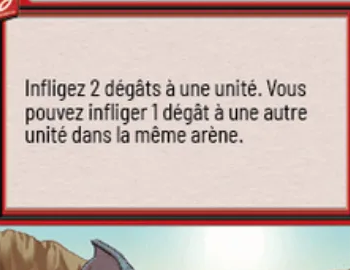 Infligez 2 dégâts à une unité. Vous
pouvez infliger 1 dégât à une autre
unité dans la même arène.